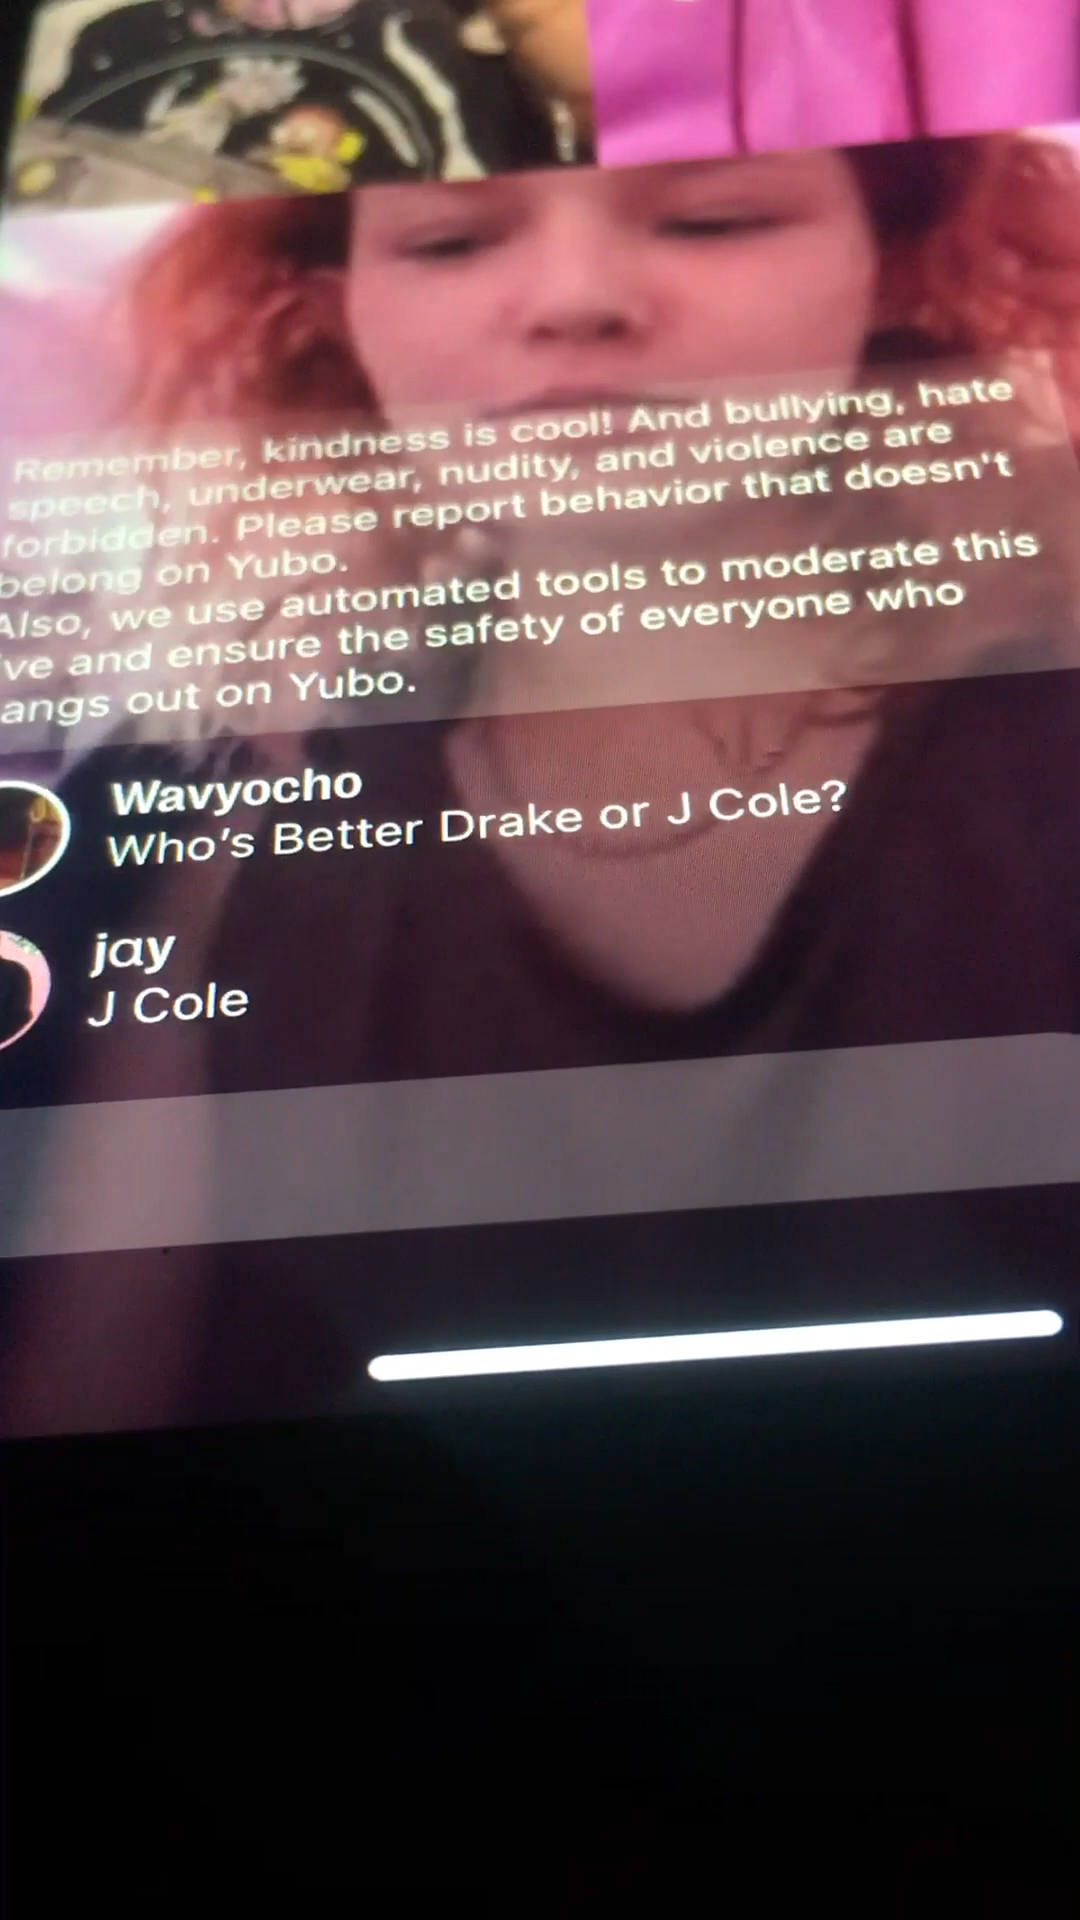 Remember, kindness is cool! And bullying, hate
speech, underwear, nudity, and violence are
forbidden. Please report behavior that doesn't
belong on Yubo.
Also, we use automated tools to moderate this
've and ensure the safety of everyone who
angs out on Yubo.
Wavyocho
Who's Better Drake or J Cole?
jay
J Cole